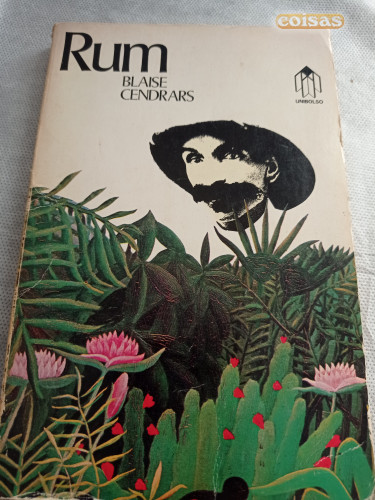 coisas
Rum
BLAISE
CENDRARS
UNIBOLSO